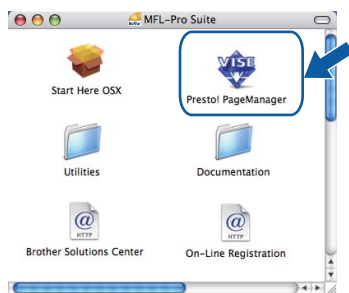 MFL-Pro Suite
VISE
Start Here OSX
Presto! PageManager
Utilities
Documentation
@
HTTP
@
HTTP
Brother Solutions Center
On-Line Registration